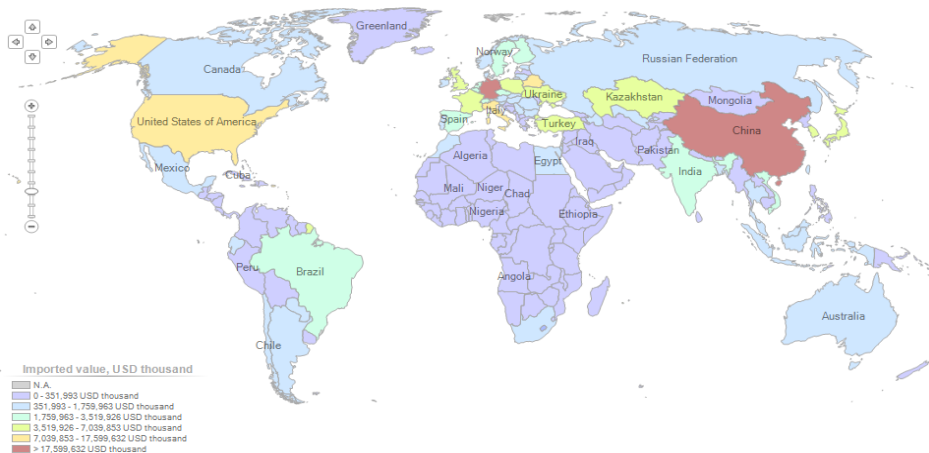 Greenland
Norway
Russian Federation
Canada
Ukraine
Kazakhstan
Mongolia
United States of America
Italy
Spain
Turkey
China
Iraq
Pakistan
Mexico
Cuba
Algeria
Egypt
India
Mali
Niger
Chad
Nigeria
Ethiopia
Peru
Brazil
Angola
Australia
Chile
Imported value, USD thousand
N.A.
0 - 351,993 USD thousand
351,993 - 1,759,963 USD thousand
1,759,963 - 3,519,926 USD thousand
3,519,926 - 7,039,853 USD thousand
7,039,853 - 17,599,632 USD thousand
> 17,599,632 USD thousand